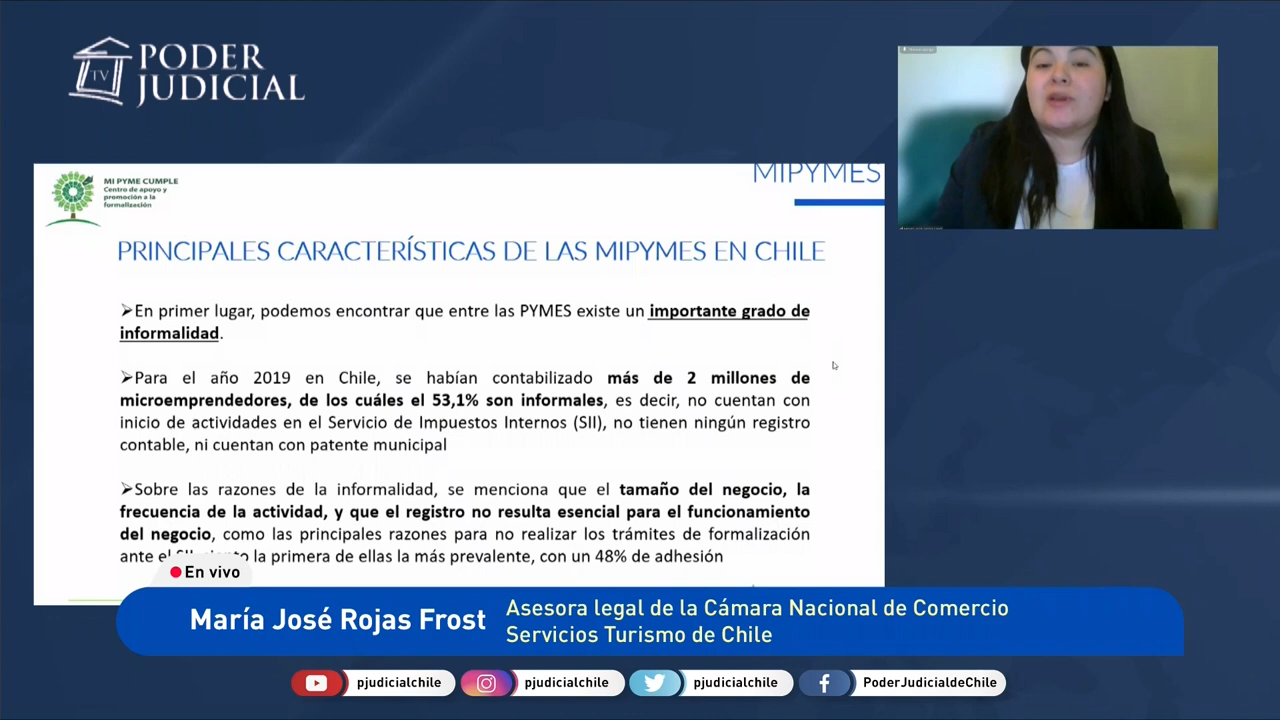 TV
PODER
JUDICIAL
MI PYME CUMPLE
Centro de apoyo y
promoción a la
formalización
MIPYMES
PRINCIPALES CARACTERÍSTICAS DE LAS MIPYMES EN CHILE
➢En primer lugar, podemos encontrar que entre las PYMES existe un importante grado de
informalidad.
➢Para el año 2019 en Chile, se habían contabilizado más de 2 millones de
microemprendedores, de los cuáles el 53,1% son informales, es decir, no cuentan con
inicio de actividades en el Servicio de Impuestos Internos (SII), no tienen ningún registro
contable, ni cuentan con patente municipal
➢Sobre las razones de la informalidad, se menciona que el tamaño del negocio, la
frecuencia de la actividad, y que el registro no resulta esencial para el funcionamiento
del negocio, como las principales razones para no realizar los trámites de formalización
ante el la primera de ellas la más prevalente, con un 48% de adhesión
En vivo
María José Rojas Frost
Asesora legal de la Cámara Nacional de Comercio
Servicios Turismo de Chile
pjudicialchile
pjudicialchile
pjudicialchile
PoderJudicialdeChile